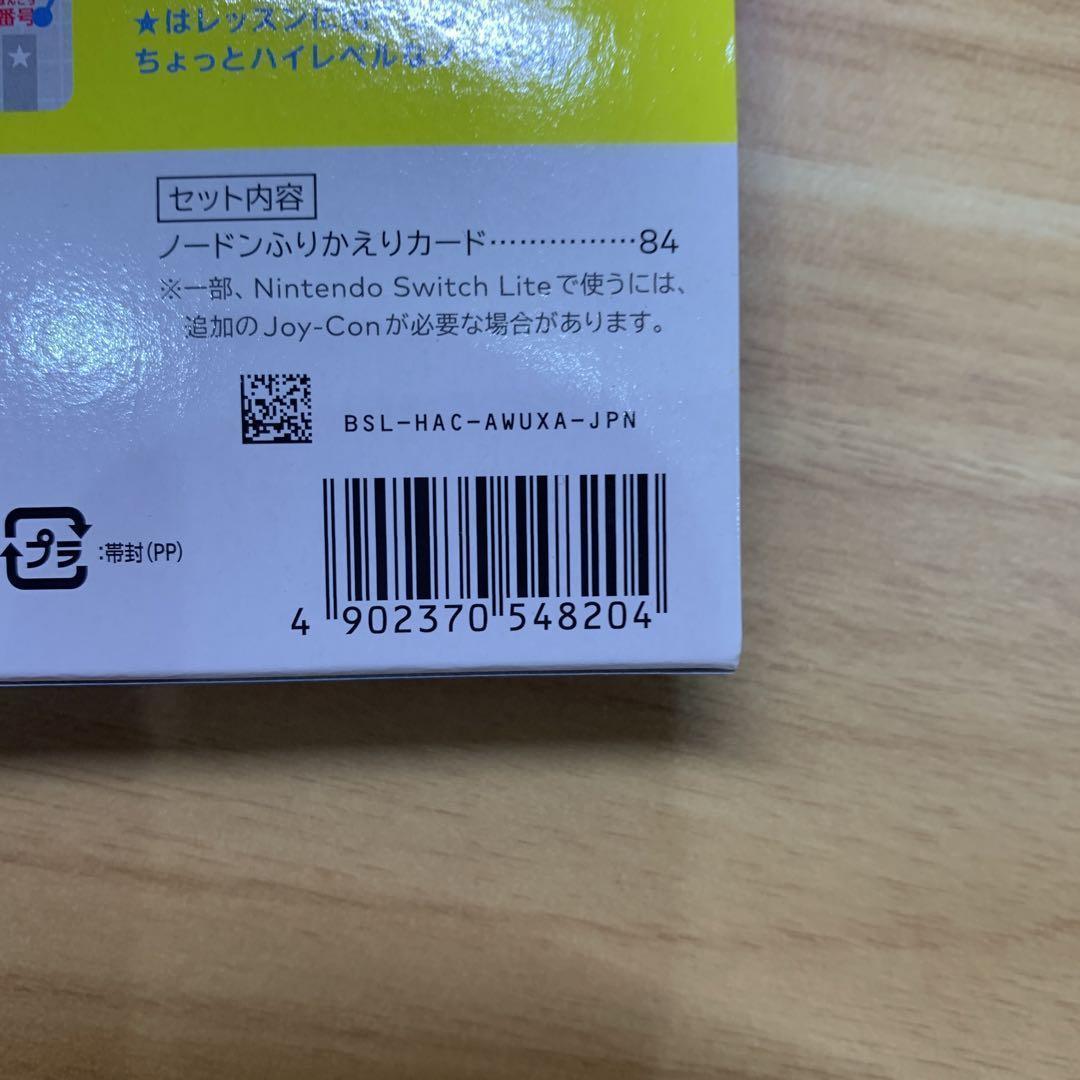 番号
★はレッスンに
ちょっとハイレベルな
セット内容
ノードンふりかえりカード……………84
※一部、Nintendo Switch Liteで使うには、
追加のJoy-Conが必要な場合があります。
BSL-HAC-AWUXA-JPN
プラ :帯封(PP)
4 902370 548204